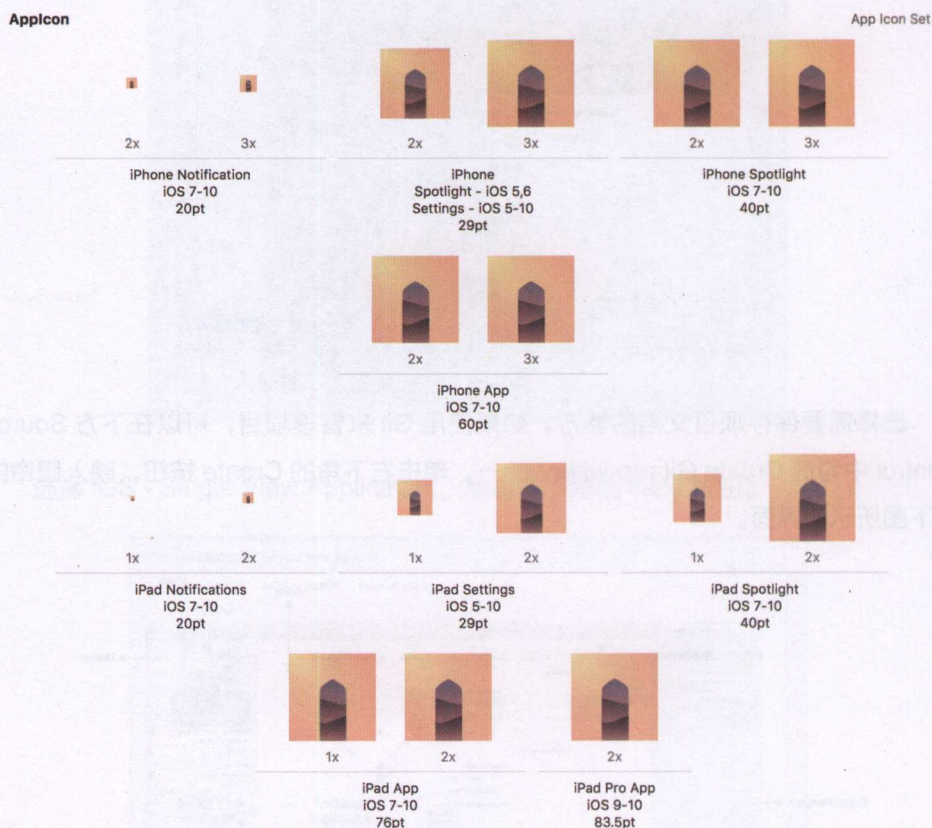 AppIcon
App Icon Set
2x
3x
2x
3x
2x
3x
iPhone Notification
iOS 7-10
20pt
iPhone
Spotlight - iOS 5,6
Settings - iOS 5-10
29pt
iPhone Spotlight
iOS 7-10
40pt
2x
3x
iPhone App
iOS 7-10
60pt
1x
2x
1x
2x
1x
2x
iPad Notifications
iOS 7-10
20pt
iPad Settings
iOS 5-10
29pt
iPad Spotlight
iOS 7-10
40pt
1x
2x
2x
iPad App
iOS 7-10
76pt
iPad Pro App
iOS 9-10
83.5pt